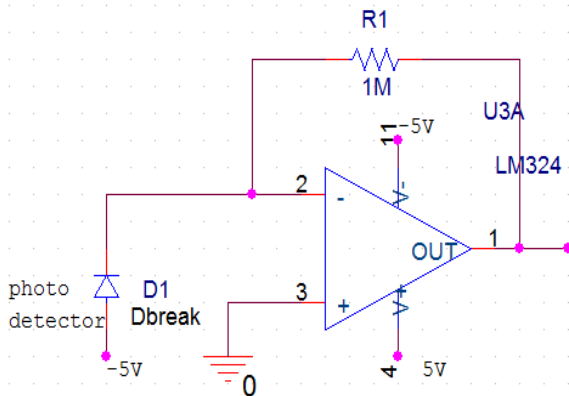 R1
1M
U3A
11
-5V
LM324
2
-
V-
OUT
1
photo
detector
D1
Dbreak
3
+
V+
-5V
0
4
5V